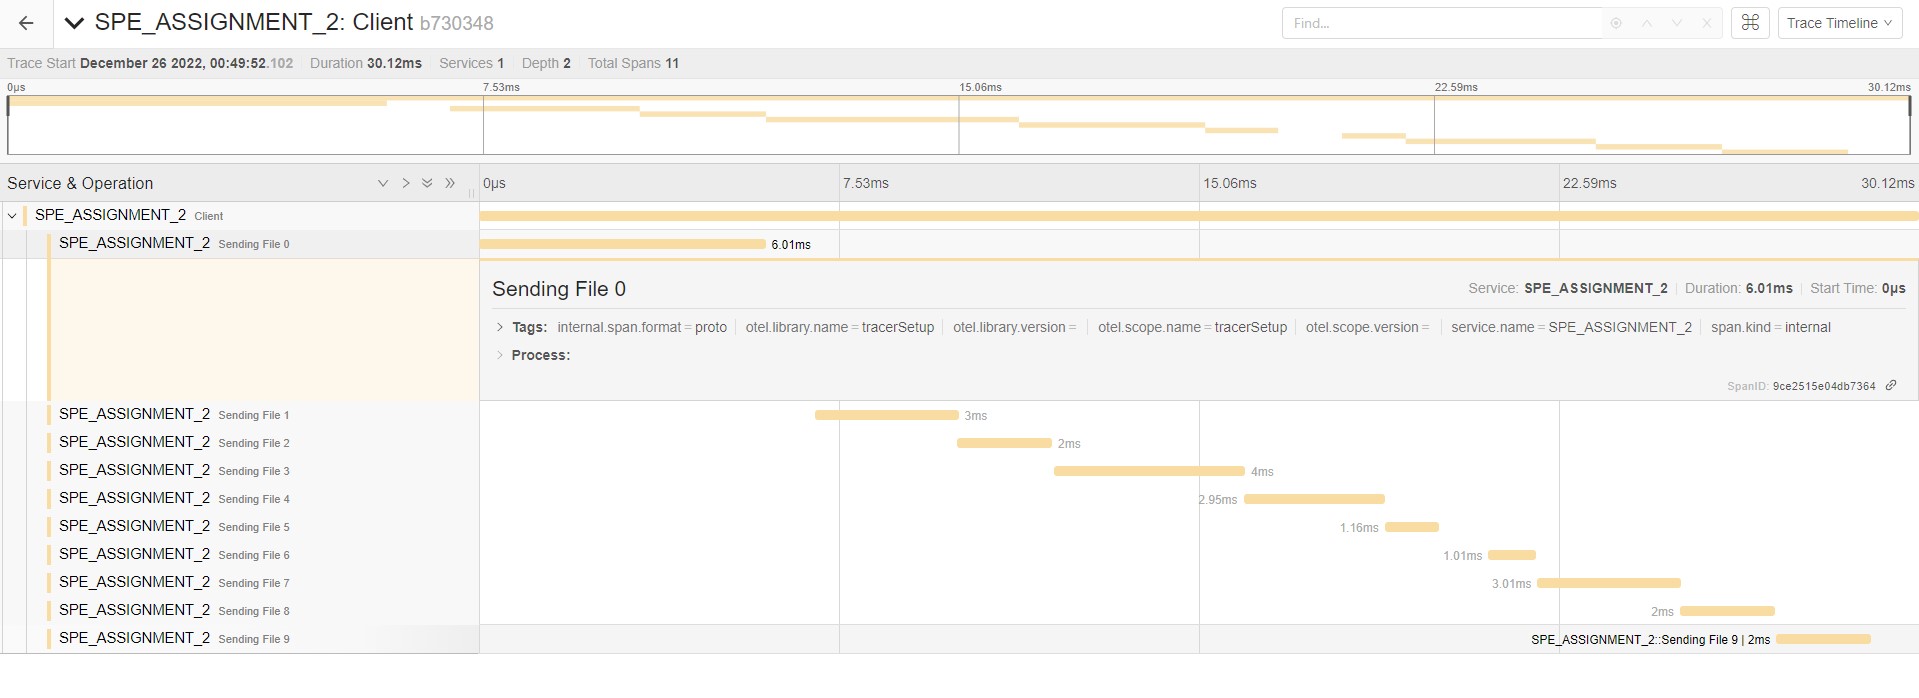 SPE_ASSIGNMENT_2: Client b730348
Find...
Trace Timeline
Trace Start December 26 2022, 00:49:52.102 Duration 30.12ms Services 1 Depth 2 Total Spans 11
0μs 7.53ms 15.06ms 22.59ms 30.12ms
Service & Operation 0μs 7.53ms 15.06ms 22.59ms 30.12ms
SPE_ASSIGNMENT_2 Client
SPE_ASSIGNMENT_2 Sending File 0 6.01ms
Sending File 0 Service: SPE_ASSIGNMENT_2 Duration: 6.01ms Start Time: 0μs
Tags: internal.span.format = proto otel.library.name = tracerSetup otel.library.version = otel.scope.name = tracerSetup otel.scope.version = service.name = SPE_ASSIGNMENT_2 span.kind = internal
Process:
SpanID: 9ce2515e04db7364
SPE_ASSIGNMENT_2 Sending File 1 3ms
SPE_ASSIGNMENT_2 Sending File 2 2ms
SPE_ASSIGNMENT_2 Sending File 3 4ms
SPE_ASSIGNMENT_2 Sending File 4 2.95ms
SPE_ASSIGNMENT_2 Sending File 5 1.16ms
SPE_ASSIGNMENT_2 Sending File 6 1.01ms
SPE_ASSIGNMENT_2 Sending File 7 3.01ms
SPE_ASSIGNMENT_2 Sending File 8 2ms
SPE_ASSIGNMENT_2 Sending File 9 SPE_ASSIGNMENT_2::Sending File 9 | 2ms